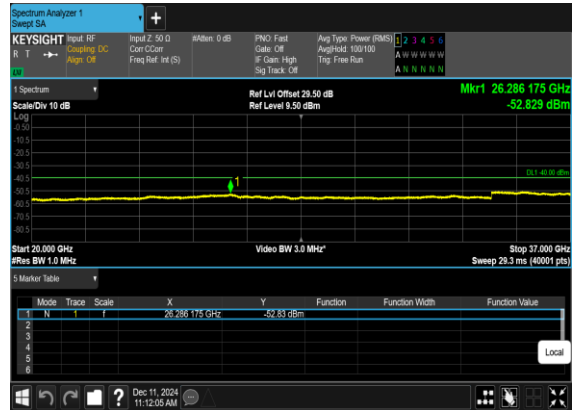 Spectrum Analyzer 1
Swept SA
KEYSIGHT Input: RF Input Z: 50 Ω #Atten: 0 dB PNO: Fast Avg Type: Power (RMS) 1 2 3 4 5 6
R T Coupling: DC Corr CCorr Gate: Off Avg|Hold: 100/100 A W W W W W
Align: Off Freq Ref: Int (S) IF Gain: High Trig: Free Run
Sig Track: Off A N N N N N
1 Spectrum Ref Lvl Offset 29.50 dB Mkr1 26.286 175 GHz
Scale/Div 10 dB Ref Level 9.50 dBm -52.829 dBm
Log
-0.50
-10.5
-20.5
-30.5
DL1 -40.00 dBm
-40.5
1
-50.5
-60.5
-70.5
-80.5
Start 20.000 GHz Video BW 3.0 MHz* Stop 37.000 GHz
#Res BW 1.0 MHz Sweep 29.3 ms (40001 pts)
5 Marker Table
Mode Trace Scale X Y Function Function Width Function Value
1 N 1 f 26.286 175 GHz -52.83 dBm
2
3
4
5
6
Local
? Dec 11, 2024
11:12:05 AM